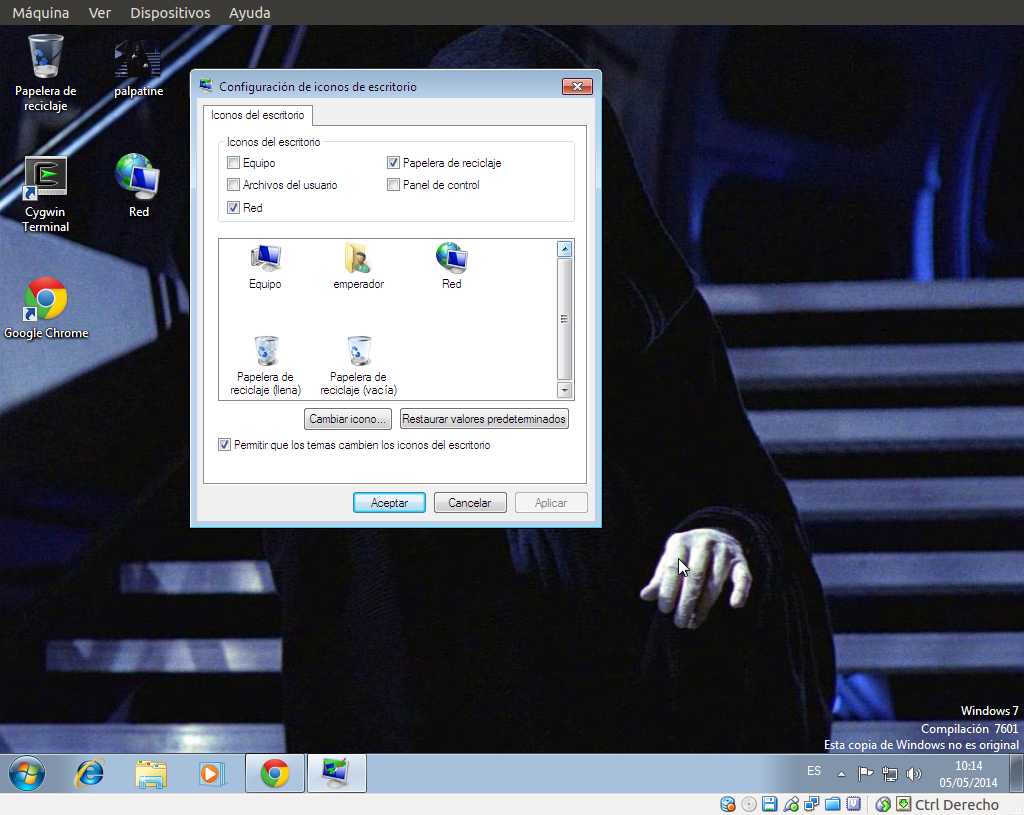 Máquina Ver Dispositivos Ayuda
Papelera de
reciclaje
palpatine
Cygwin
Terminal
Red
Google Chrome
Configuración de iconos de escritorio
Iconos del escritorio
Iconos del escritorio
Equipo
Papelera de reciclaje
Archivos del usuario
Panel de control
Red
Equipo
emperador
Red
Papelera de
reciclaje (llena)
Papelera de
reciclaje (vacía)
Cambiar icono...
Restaurar valores predeterminados
Permitir que los temas cambien los iconos del escritorio
Aceptar
Cancelar
Aplicar
Windows 7
Compilación 7601
Esta copia de Windows no es original
ES
10:14
05/05/2014
Ctrl Derecho